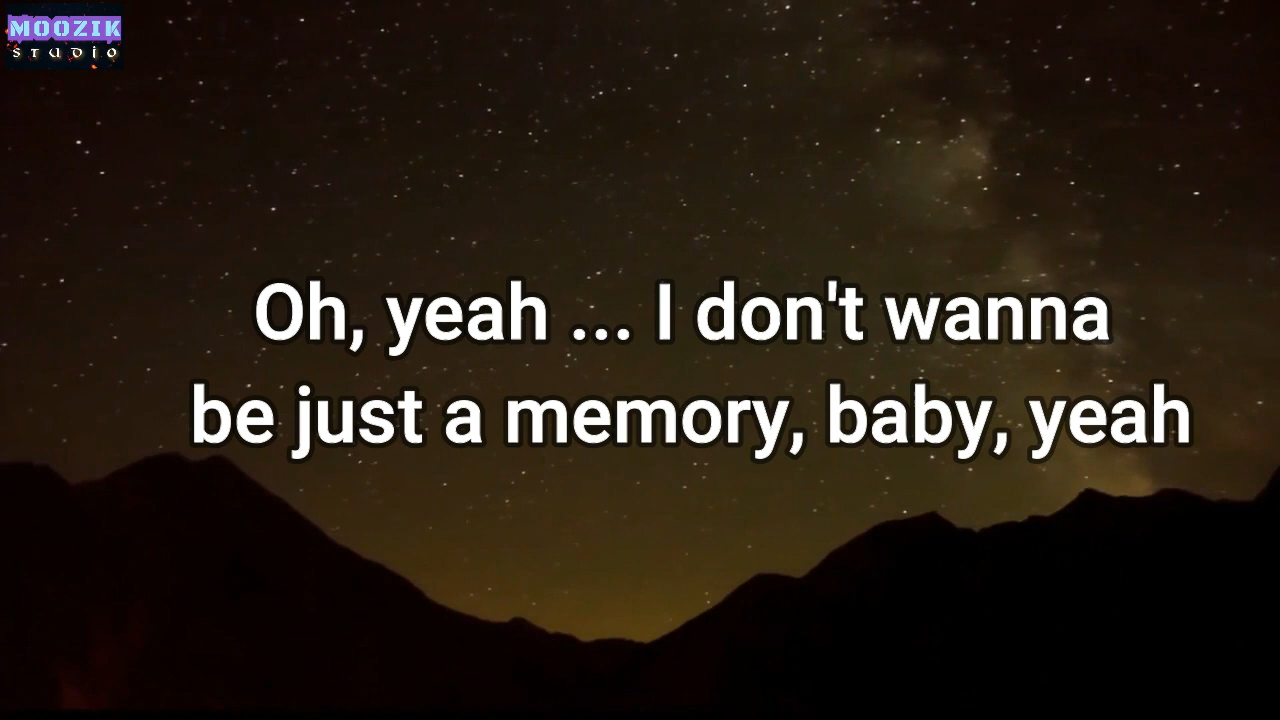 MOOZIK
STUDIO
Oh, yeah ... I don't wanna
be just a memory, baby, yeah